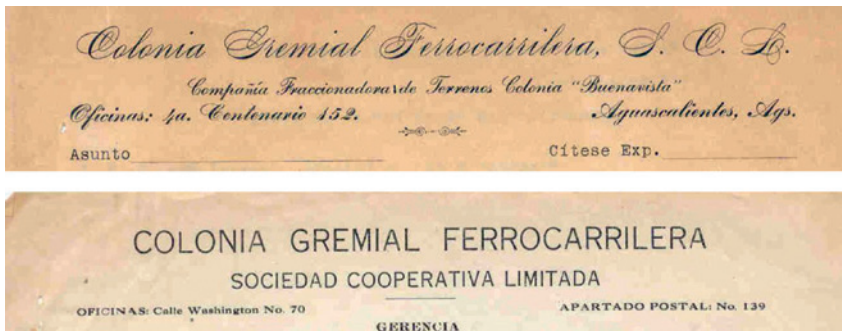 Colonia Gremial Ferrocarrilera, S. C. L.
Compañía Fraccionadora de Terrenos Colonia "Buenavista"
Oficinas: 4a. Centenario 152. Aguascalientes, Ags.
Asunto Cítese Exp.
COLONIA GREMIAL FERROCARRILERA
SOCIEDAD COOPERATIVA LIMITADA
OFICINAS: Calle Washington No. 70 APARTADO POSTAL: No. 139
GERENCIA